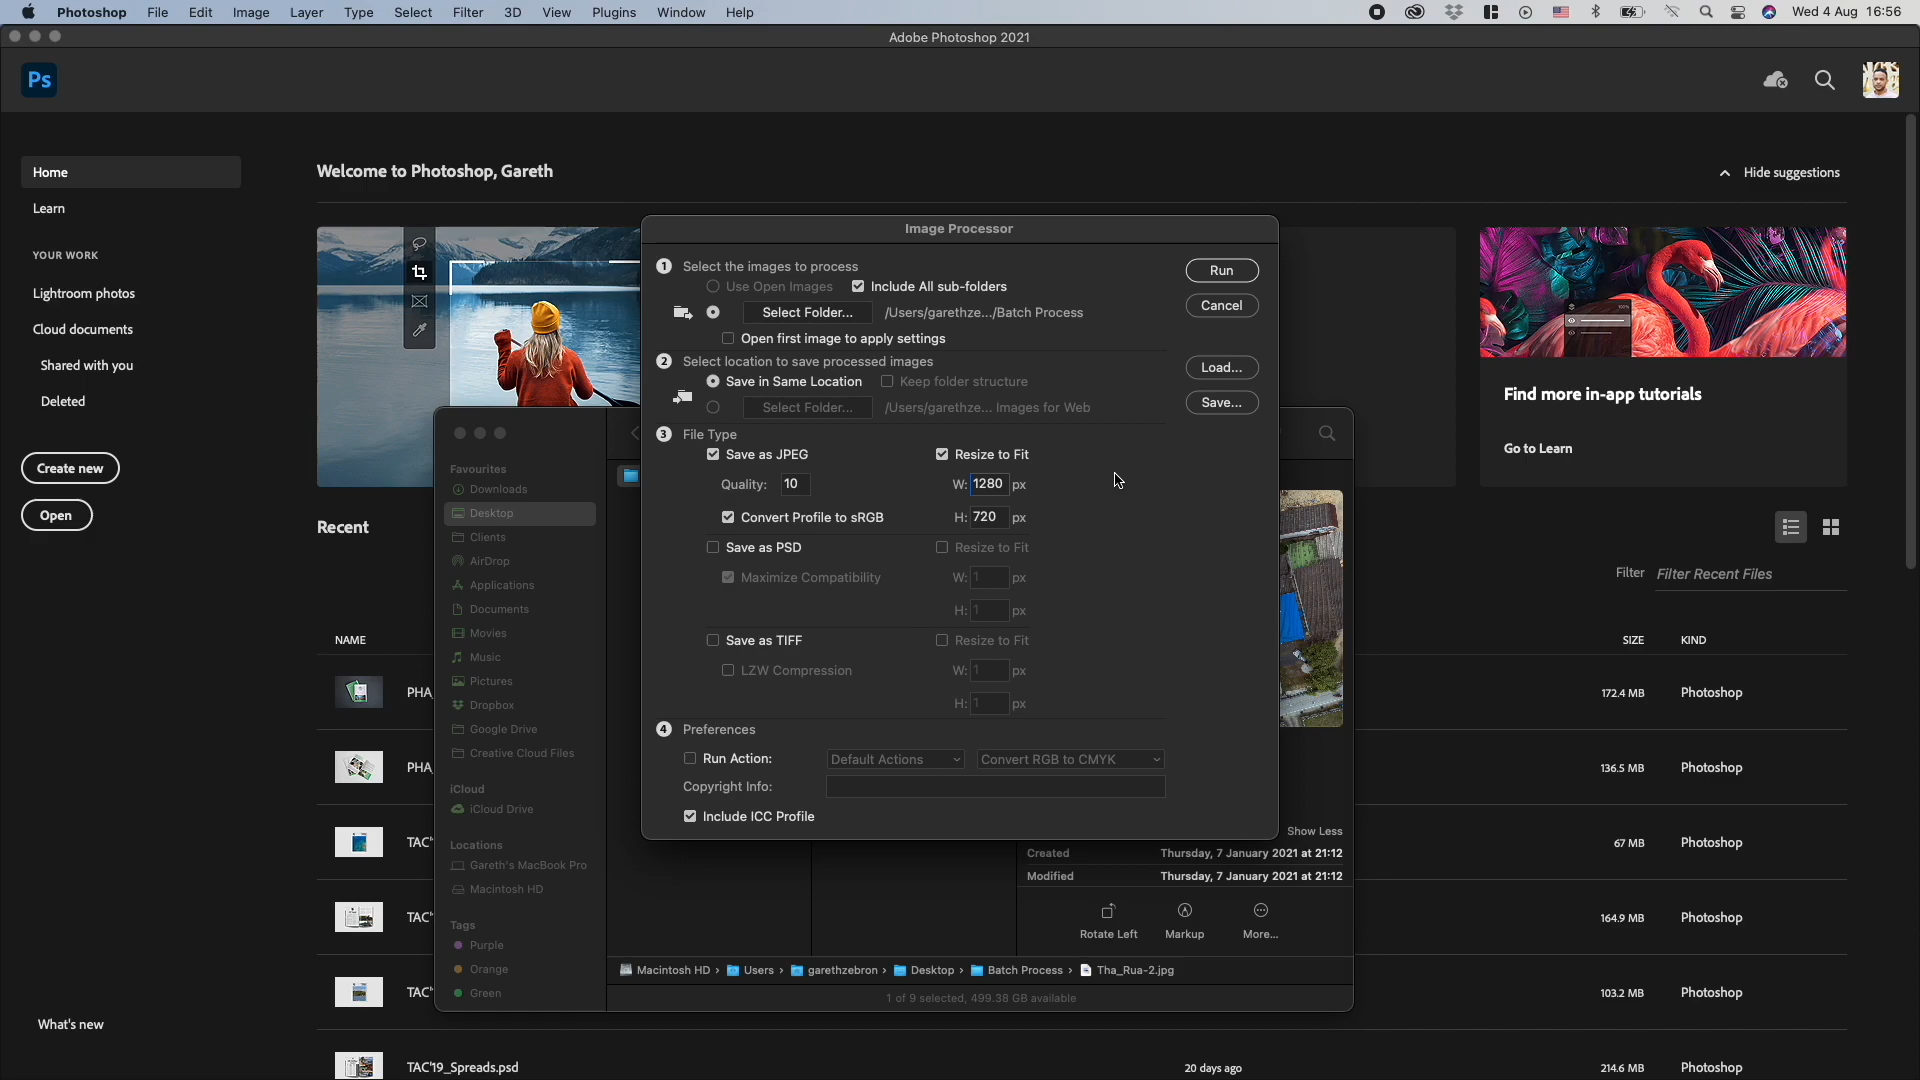 Photoshop File Edit Image Layer Type Select Filter 3D View Plugins Window Help Wed 4 Aug 16:56
Adobe Photoshop 2021
Ps
Home
Learn
YOUR WORK
Lightroom photos
Cloud documents
Shared with you
Deleted
Create new
Open
What's new
Welcome to Photoshop, Gareth
Hide suggestions
Find more in-app tutorials
Go to Learn
Recent
Filter Filter Recent Files
NAME SIZE KIND
PHA 172.4 MB Photoshop
PHA 136.5 MB Photoshop
TAC' 67 MB Photoshop
TAC' 164.9 MB Photoshop
TAC' 103.2 MB Photoshop
TAC'19_Spreads.psd 20 days ago 214.6 MB Photoshop
Image Processor
1 Select the images to process
Use Open Images Include All sub-folders
Select Folder... /Users/garethze.../Batch Process
Open first image to apply settings
2 Select location to save processed images
Save in Same Location Keep folder structure
Select Folder... /Users/garethze... Images for Web
3 File Type
Save as JPEG Resize to Fit
Quality: 10 W: 1280 px
Convert Profile to sRGB H: 720 px
Save as PSD Resize to Fit
Maximize Compatibility W: 1 px
H: 1 px
Save as TIFF Resize to Fit
LZW Compression W: 1 px
H: 1 px
4 Preferences
Run Action: Default Actions Convert RGB to CMYK
Copyright Info:
Include ICC Profile
Run
Cancel
Load...
Save...
Favourites
Downloads
Desktop
Clients
AirDrop
Applications
Documents
Movies
Music
Pictures
Dropbox
Google Drive
Creative Cloud Files
iCloud
iCloud Drive
Locations
Gareth's MacBook Pro
Macintosh HD
Tags
Purple
Orange
Green
Show Less
Created Thursday, 7 January 2021 at 21:12
Modified Thursday, 7 January 2021 at 21:12
Rotate Left Markup More...
Macintosh HD › Users › garethzebron › Desktop › Batch Process › Tha_Rua-2.jpg
1 of 9 selected, 499.38 GB available